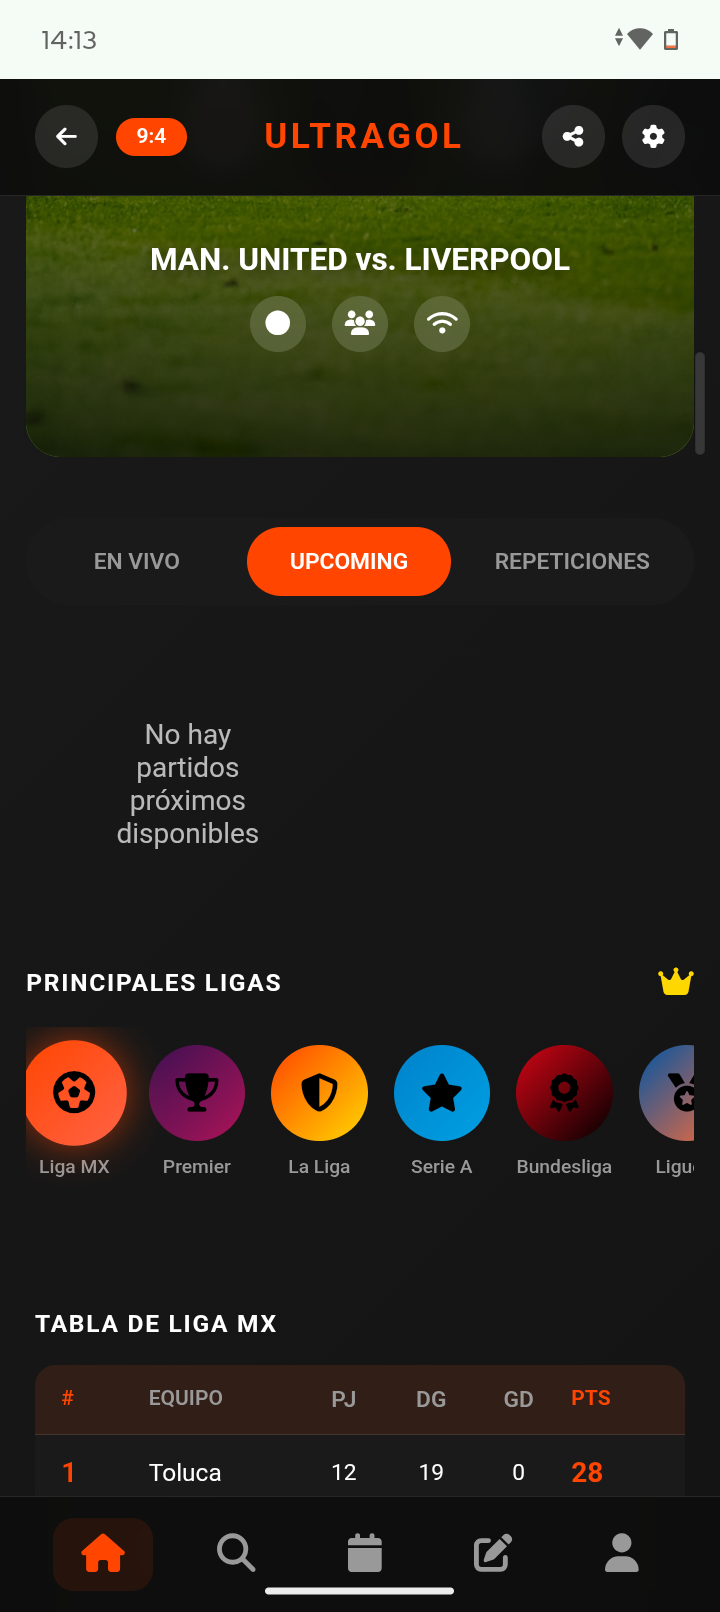 14:13
9:4
ULTRAGOL
MAN. UNITED vs. LIVERPOOL
EN VIVO
UPCOMING
REPETICIONES
No hay
partidos
próximos
disponibles
PRINCIPALES LIGAS
Liga MX
Premier
La Liga
Serie A
Bundesliga
Ligu
TABLA DE LIGA MX
# EQUIPO PJ DG GD PTS
1 Toluca 12 19 0 28